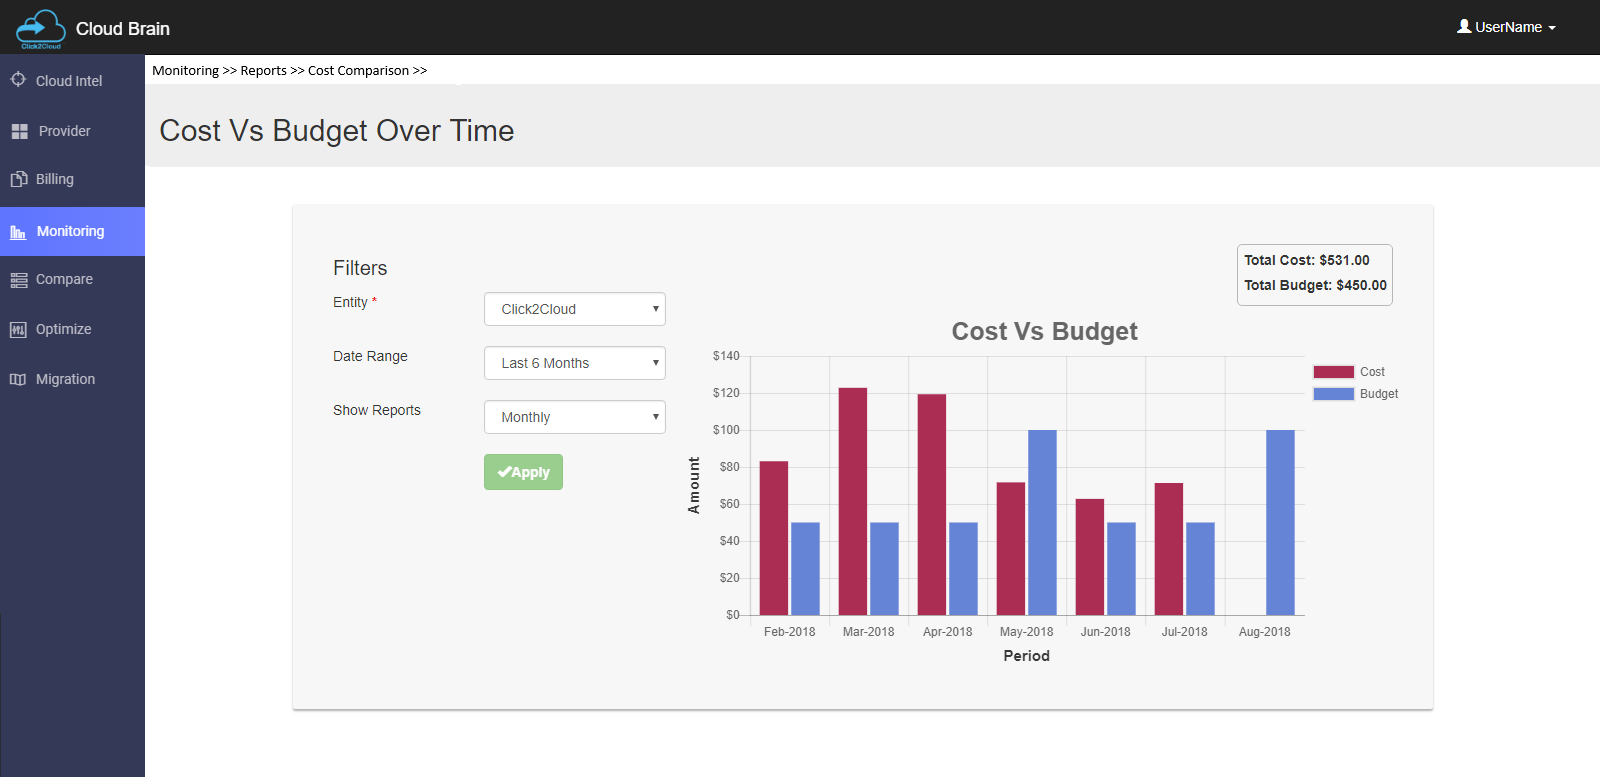 Click2Cloud
Cloud Brain
UserName
Cloud Intel
Provider
Billing
Monitoring
Compare
Optimize
Migration
Monitoring >> Reports >> Cost Comparison >>
Cost Vs Budget Over Time
Filters
Entity *
Click2Cloud
Date Range
Last 6 Months
Show Reports
Monthly
Apply
Total Cost: $531.00
Total Budget: $450.00
Cost Vs Budget
Cost
Budget
Amount
$140
$120
$100
$80
$60
$40
$20
$0
Feb-2018 Mar-2018 Apr-2018 May-2018 Jun-2018 Jul-2018 Aug-2018
Period